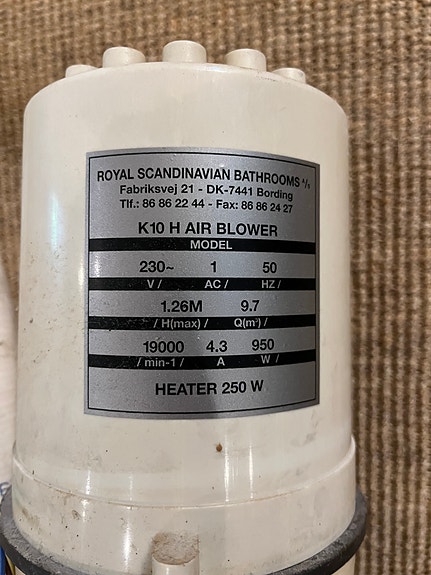 ROYAL SCANDINAVIAN BATHROOMS A/S
Fabriksvej 21 - DK-7441 Bording
Tlf.: 86 86 22 44 - Fax: 86 86 24 27
K10 H AIR BLOWER
MODEL
230~ 1 50
V / AC / HZ /
1.26M 9.7
/ H(max) / Q(m³) /
19000 4.3 950
/ min-1 / A W /
HEATER 250 W